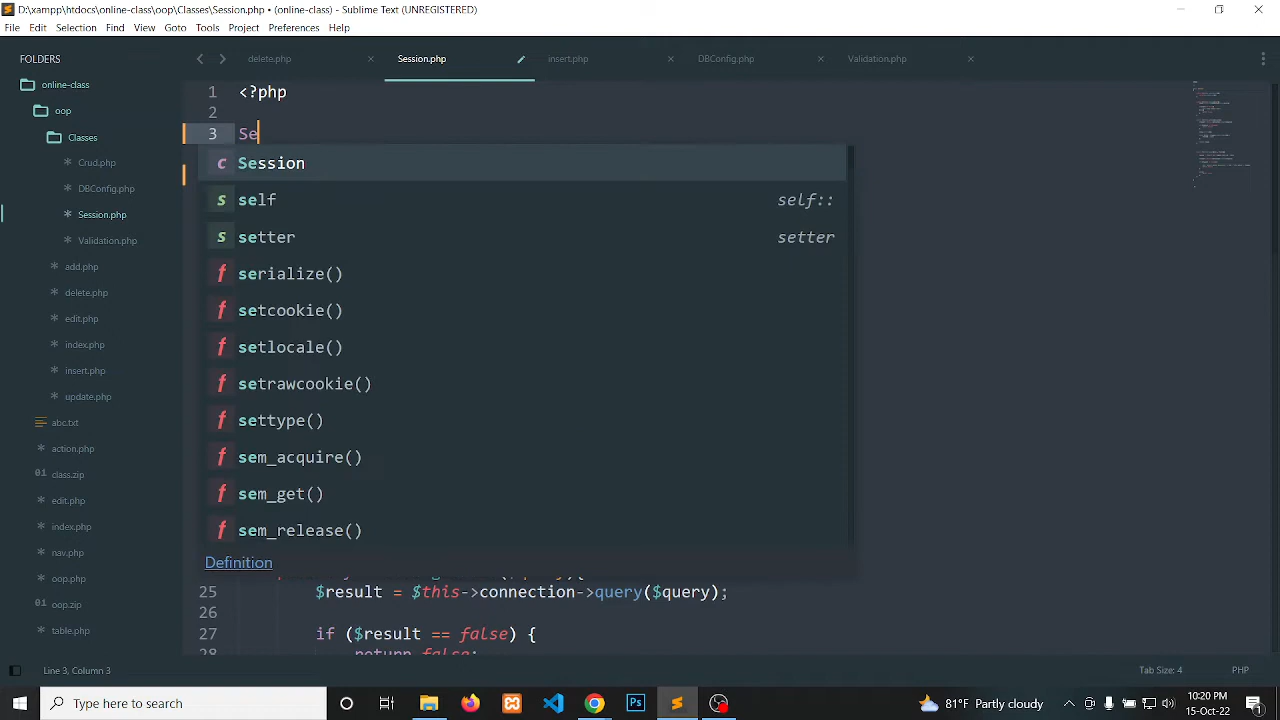 D:\xampp\htdocs\online-class\oop\Classes\Session.php • (online-class) - Sublime Text (UNREGISTERED)
File Edit Selection Find View Goto Tools Project Preferences Help
FOLDERS
online-class
oop
Classes
Crud.php
DBConfig.php
Session.php
Validation.php
add.php
delete.php
edit.php
index.php
insert.php
update.php
abc.txt
action.php
class.zip
edit.php
index.php
nav.php
oop.php
oop.zip
table.php
delete.php Session.php insert.php DBConfig.php Validation.php
1 <?php
2
3 Se
c Session
s self self::
s setter setter
f serialize()
f setcookie()
f setlocale()
f setrawcookie()
f settype()
f sem_acquire()
f sem_get()
f sem_release()
Definition
25 $result = $this->connection->query($query);
26
27 if ($result == false) {
28 return false;
Line 3, Column 3 Tab Size: 4 PHP
Type here to search
Ps
81°F Partly cloudy
10:20 PM
15-Oct-22
1